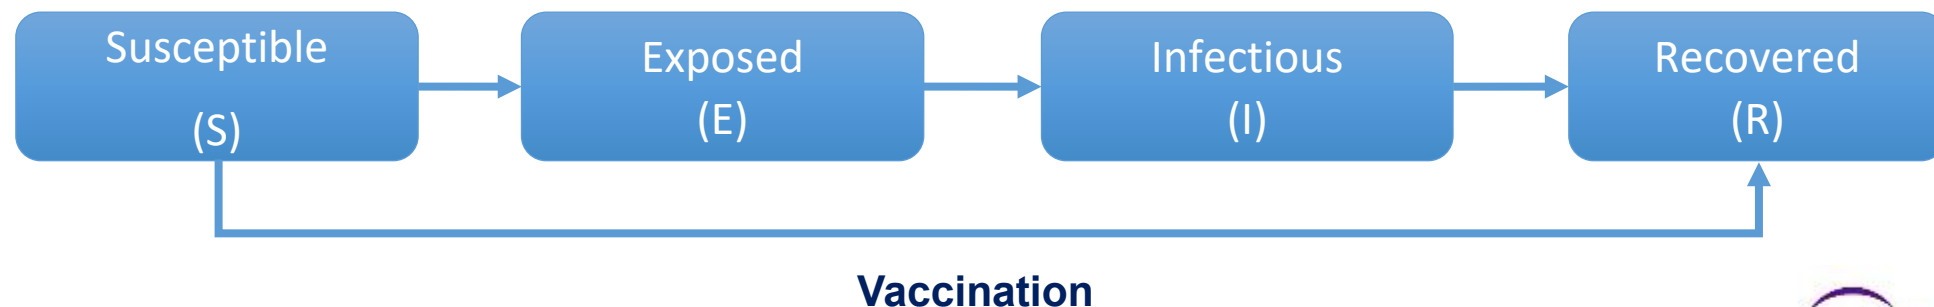 Susceptible
(S)
Exposed
(E)
Infectious
(I)
Recovered
(R)
Vaccination